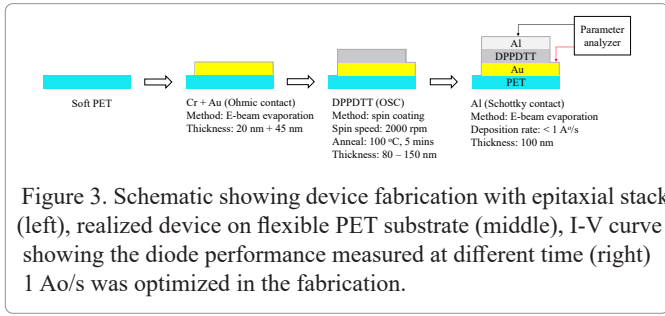 Al
DPPDTT
Au
PET
Parameter
analyzer
Soft PET
Cr + Au (Ohmic contact)
Method: E-beam evaporation
Thickness: 20 nm + 45 nm
DPPDTT (OSC)
Method: spin coating
Spin speed: 2000 rpm
Anneal: 100 °C, 5 mins
Thickness: 80 – 150 nm
Al (Schottky contact)
Method: E-beam evaporation
Deposition rate: < 1 A°/s
Thickness: 100 nm
Figure 3. Schematic showing device fabrication with epitaxial stack
(left), realized device on flexible PET substrate (middle), I-V curve
showing the diode performance measured at different time (right)
1 Ao/s was optimized in the fabrication.